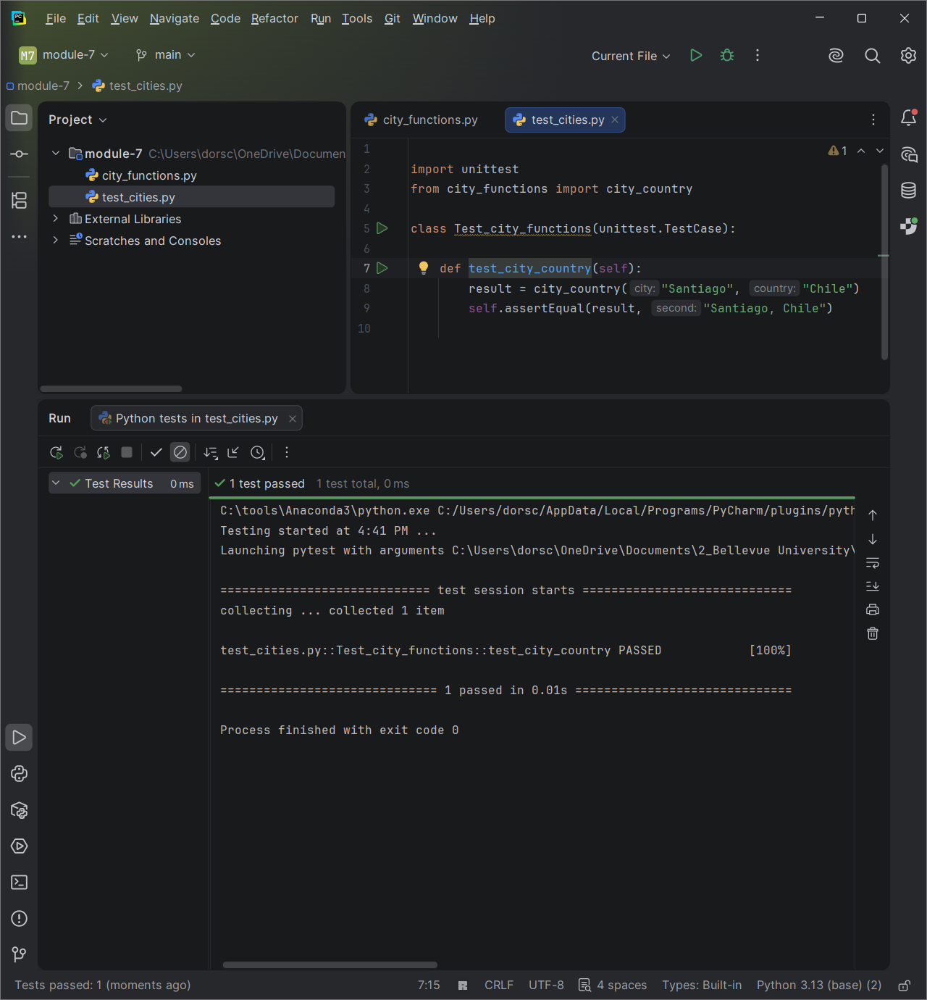 File Edit View Navigate Code Refactor Run Tools Git Window Help
M7 module-7 main Current File
module-7 > test_cities.py
Project
module-7 C:\Users\dorsc\OneDrive\Documen
city_functions.py
test_cities.py
External Libraries
Scratches and Consoles
city_functions.py test_cities.py
1
1
2 import unittest
3 from city_functions import city_country
4
5 class Test_city_functions(unittest.TestCase):
6
7 def test_city_country(self):
8 result = city_country( city: "Santiago", country: "Chile")
9 self.assertEqual(result, second: "Santiago, Chile")
10
Run Python tests in test_cities.py
Test Results 0 ms
1 test passed 1 test total, 0 ms
C:\tools\Anaconda3\python.exe C:/Users/dorsc/AppData/Local/Programs/PyCharm/plugins/pyth
Testing started at 4:41 PM ...
Launching pytest with arguments C:\Users\dorsc\OneDrive\Documents\2_Bellevue University\
============================= test session starts =============================
collecting ... collected 1 item
test_cities.py::Test_city_functions::test_city_country PASSED [100%]
============================== 1 passed in 0.01s ==============================
Process finished with exit code 0
Tests passed: 1 (moments ago) 7:15 CRLF UTF-8 4 spaces Types: Built-in Python 3.13 (base) (2)